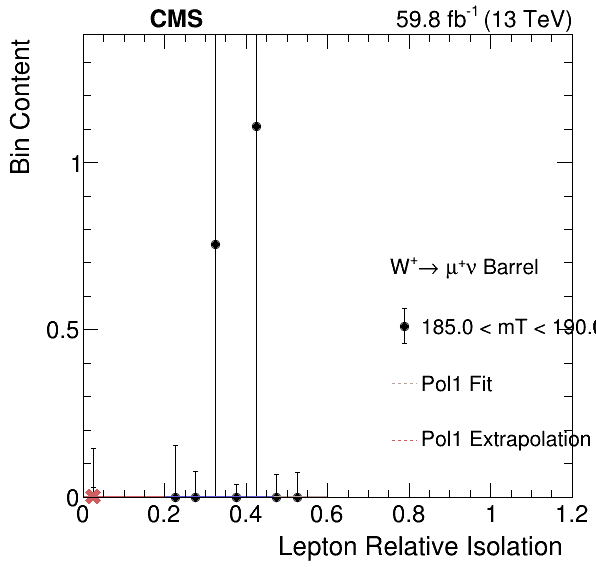 CMS
59.8 fb⁻¹ (13 TeV)
Bin Content
1
0.5
0
W⁺→ μ⁺ν Barrel
185.0 < mT < 190.0
Pol1 Fit
Pol1 Extrapolation
0 0.2 0.4 0.6 0.8 1 1.2
Lepton Relative Isolation